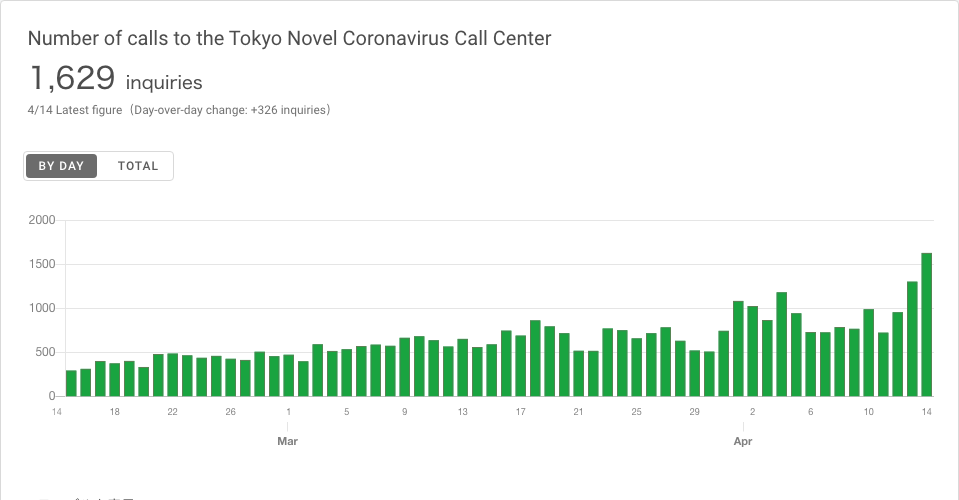 Number of calls to the Tokyo Novel Coronavirus Call Center
1,629 inquiries
4/14 Latest figure（Day-over-day change: +326 inquiries）
BY DAY TOTAL
2000
1500
1000
500
0
14 18 22 26 1 5 9 13 17 21 25 29 2 6 10 14
Mar Apr